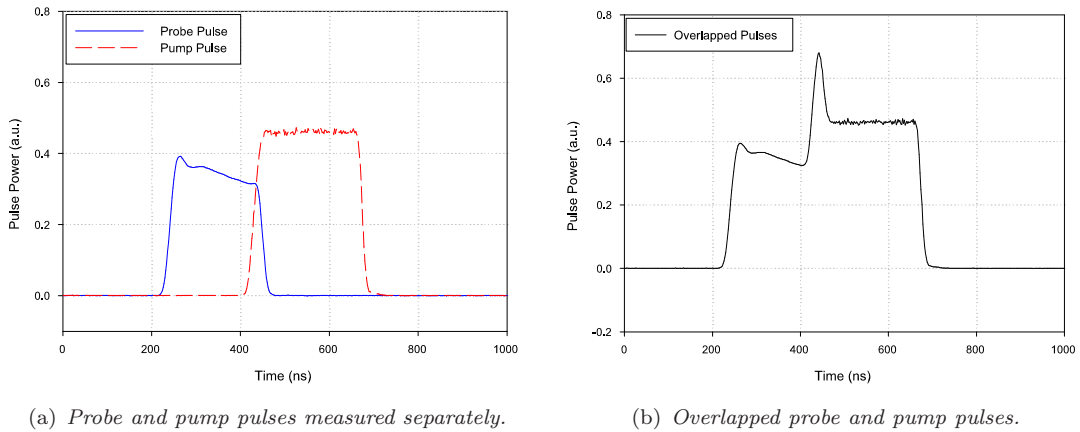 Probe Pulse
Pump Pulse
0.8
0.6
0.4
0.2
0.0
Pulse Power (a.u.)
0
200
400
600
800
1000
Time (ns)
(a) Probe and pump pulses measured separately.
Overlapped Pulses
0.8
0.6
0.4
0.2
0.0
-0.2
Pulse Power (a.u.)
0
200
400
600
800
1000
Time (ns)
(b) Overlapped probe and pump pulses.